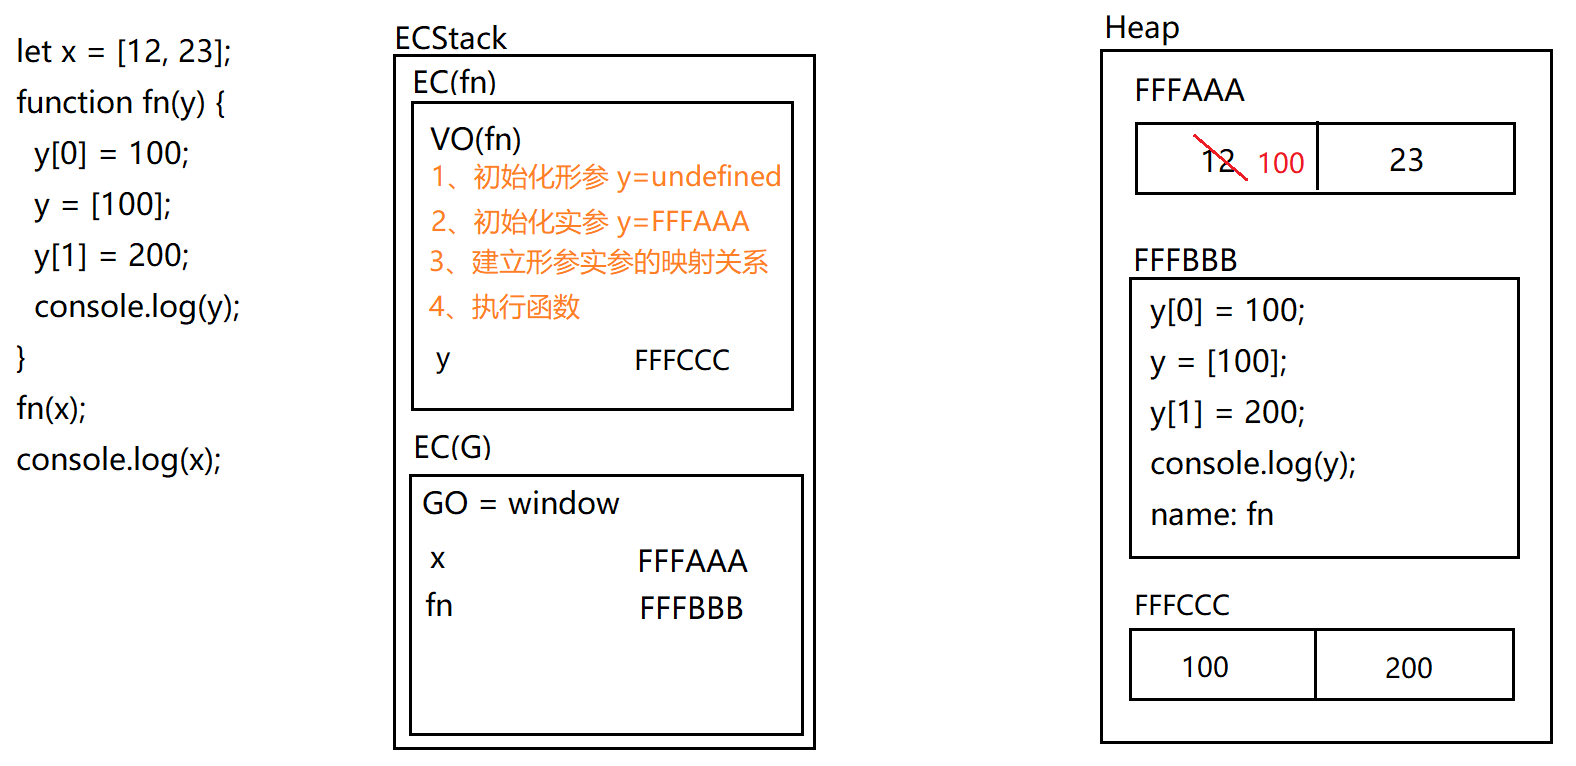 let x = [12, 23];
function fn(y) {
y[0] = 100;
y = [100];
y[1] = 200;
console.log(y);
}
fn(x);
console.log(x);
ECStack
EC(fn)
VO(fn)
1、初始化形参 y=undefined
2、初始化实参 y=FFFAAA
3、建立形参实参的映射关系
4、执行函数
y FFFCCC
EC(G)
GO = window
x FFFAAA
fn FFFBBB
Heap
FFFAAA
12 100 23
FFFBBB
y[0] = 100;
y = [100];
y[1] = 200;
console.log(y);
name: fn
FFFCCC
100 200